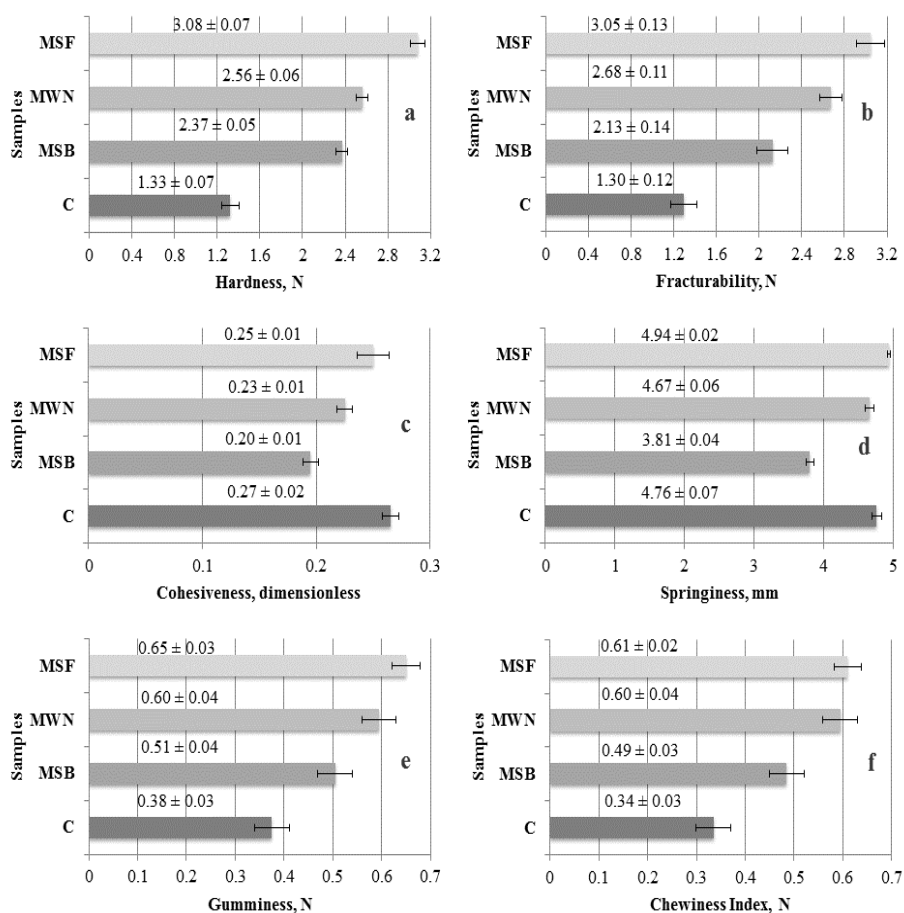 3.08 ± 0.07
MSF
2.56 ± 0.06
MWN
2.37 ± 0.05
MSB
1.33 ± 0.07
C
Samples
a
0 0.4 0.8 1.2 1.6 2 2.4 2.8 3.2
Hardness, N
3.05 ± 0.13
MSF
2.68 ± 0.11
MWN
2.13 ± 0.14
MSB
1.30 ± 0.12
C
Samples
b
0 0.4 0.8 1.2 1.6 2 2.4 2.8 3.2
Fracturability, N
0.25 ± 0.01
MSF
0.23 ± 0.01
MWN
0.20 ± 0.01
MSB
0.27 ± 0.02
C
Samples
c
0 0.1 0.2 0.3
Cohesiveness, dimensionless
4.94 ± 0.02
MSF
4.67 ± 0.06
MWN
3.81 ± 0.04
MSB
4.76 ± 0.07
C
Samples
d
0 1 2 3 4 5
Springiness, mm
0.65 ± 0.03
MSF
0.60 ± 0.04
MWN
0.51 ± 0.04
MSB
0.38 ± 0.03
C
Samples
e
0 0.1 0.2 0.3 0.4 0.5 0.6 0.7
Gumminess, N
0.61 ± 0.02
MSF
0.60 ± 0.04
MWN
0.49 ± 0.03
MSB
0.34 ± 0.03
C
Samples
f
0 0.1 0.2 0.3 0.4 0.5 0.6 0.7
Chewiness Index, N